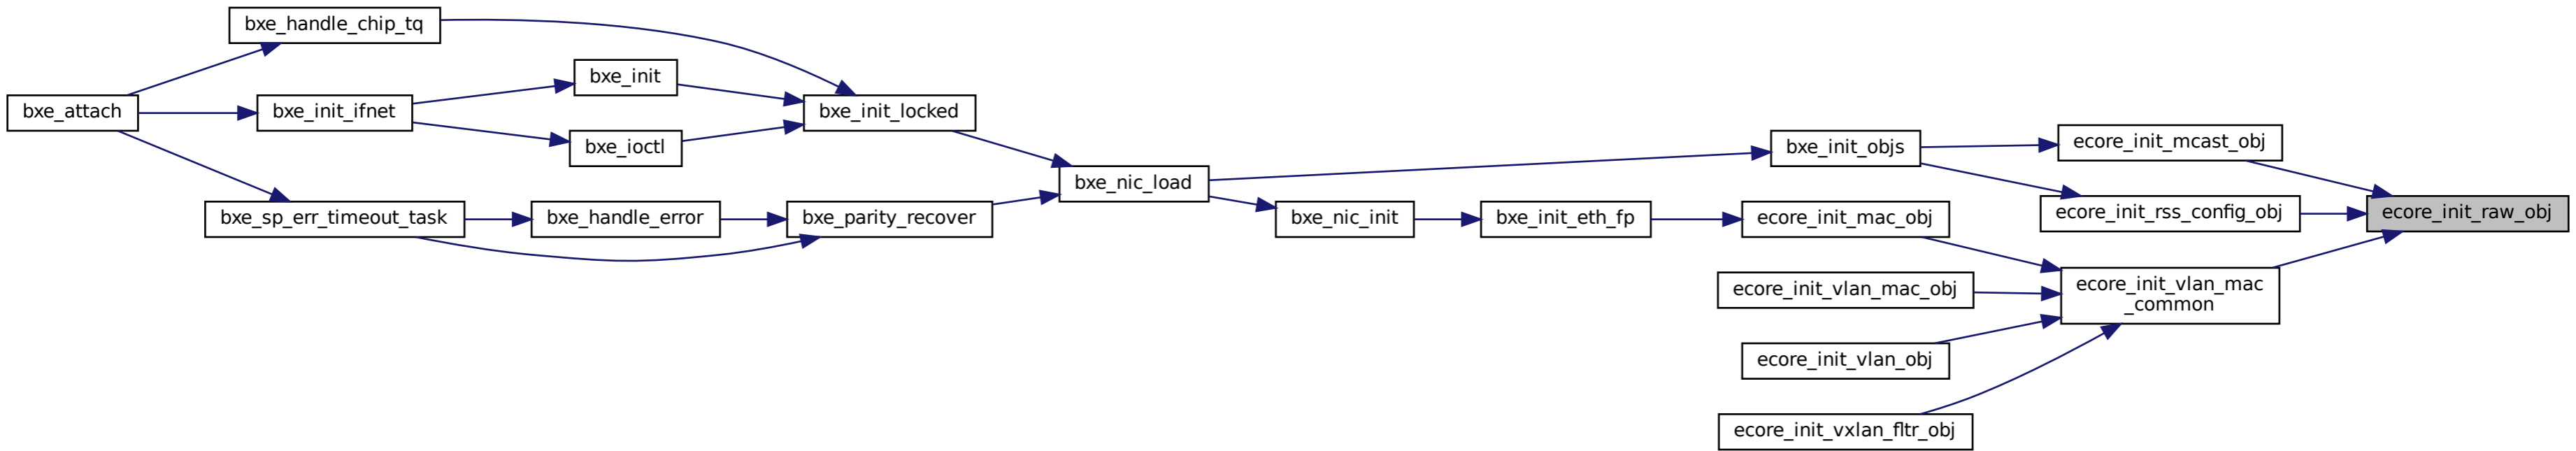 bxe_handle_chip_tq
bxe_init
bxe_attach
bxe_init_ifnet
bxe_init_locked
bxe_ioctl
bxe_nic_load
bxe_sp_err_timeout_task
bxe_handle_error
bxe_parity_recover
bxe_init_objs
bxe_nic_init
bxe_init_eth_fp
ecore_init_mac_obj
ecore_init_vlan_mac_obj
ecore_init_vlan_obj
ecore_init_vxlan_fltr_obj
ecore_init_mcast_obj
ecore_init_rss_config_obj
ecore_init_vlan_mac
_common
ecore_init_raw_obj